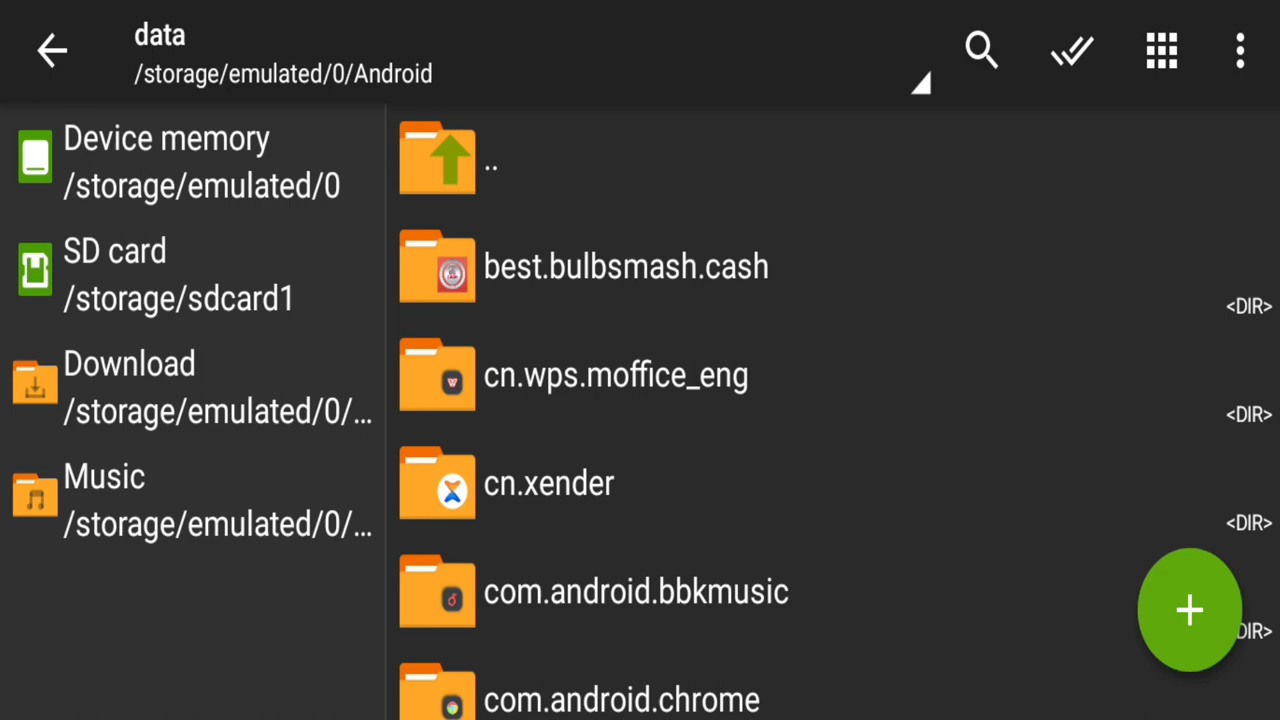 data
/storage/emulated/0/Android
Device memory
/storage/emulated/0
SD card
/storage/sdcard1
Download
/storage/emulated/0/...
Music
/storage/emulated/0/...
..
best.bulbsmash.cash
<DIR>
cn.wps.moffice_eng
<DIR>
cn.xender
<DIR>
com.android.bbkmusic
DIR>
com.android.chrome